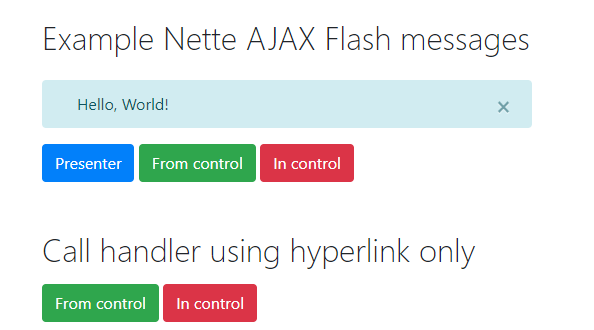 Example Nette AJAX Flash messages
Hello, World! ×
Presenter From control In control
Call handler using hyperlink only
From control In control